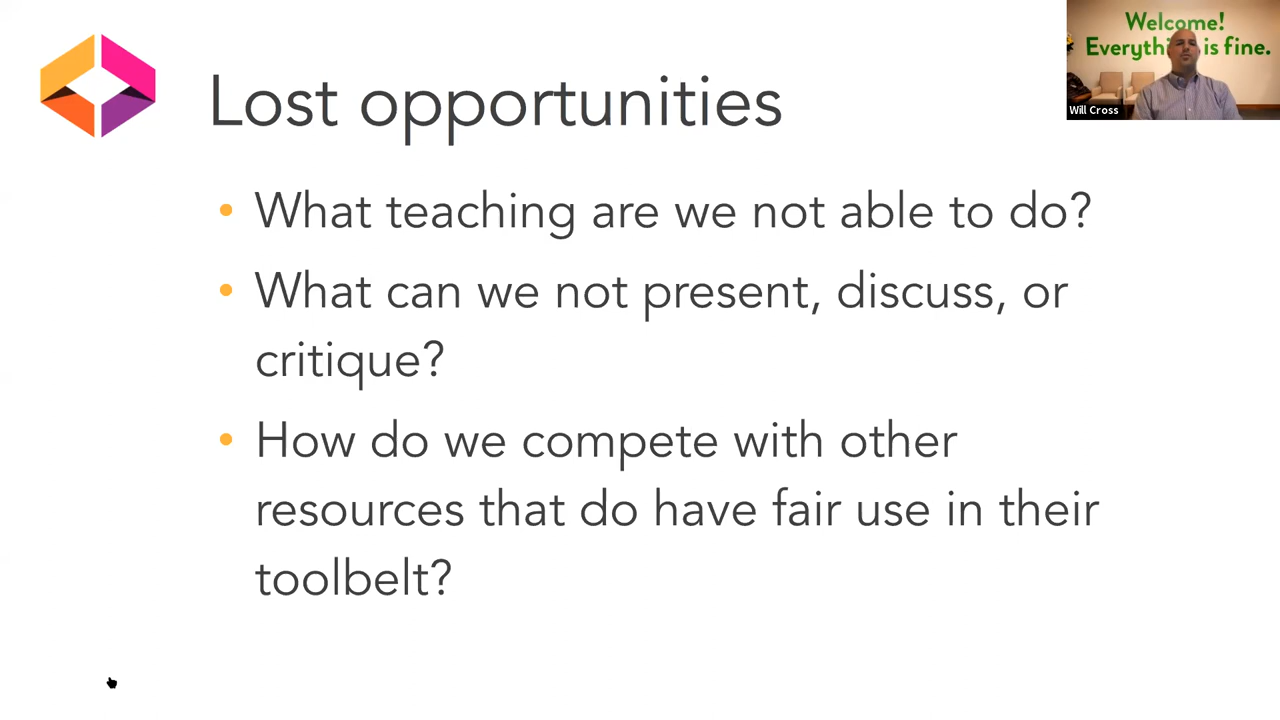 Lost opportunities
Welcome!
Everything is fine.
Will Cross
• What teaching are we not able to do?
• What can we not present, discuss, or
critique?
• How do we compete with other
resources that do have fair use in their
toolbelt?